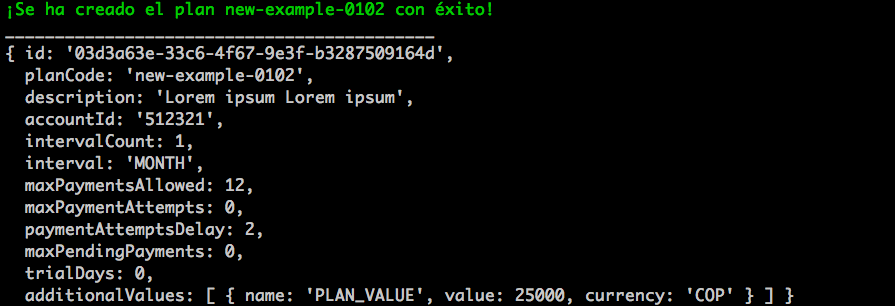 ¡Se ha creado el plan new-example-0102 con éxito!
___________________________________________
{ id: '03d3a63e-33c6-4f67-9e3f-b3287509164d',
  planCode: 'new-example-0102',
  description: 'Lorem ipsum Lorem ipsum',
  accountId: '512321',
  intervalCount: 1,
  interval: 'MONTH',
  maxPaymentsAllowed: 12,
  maxPaymentAttempts: 0,
  paymentAttemptsDelay: 2,
  maxPendingPayments: 0,
  trialDays: 0,
  additionalValues: [ { name: 'PLAN_VALUE', value: 25000, currency: 'COP' } ] }